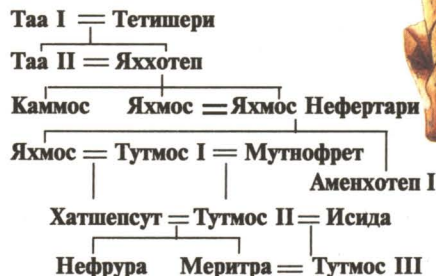 Таа I = Тетишери
Таа II = Яххотеп
Каммос Яхмос = Яхмос Нефертари
Яхмос = Тутмос I = Мутнофрет
Аменхотеп I
Хатшепсут = Тутмос II = Исида
Нефрура Меритра = Тутмос III